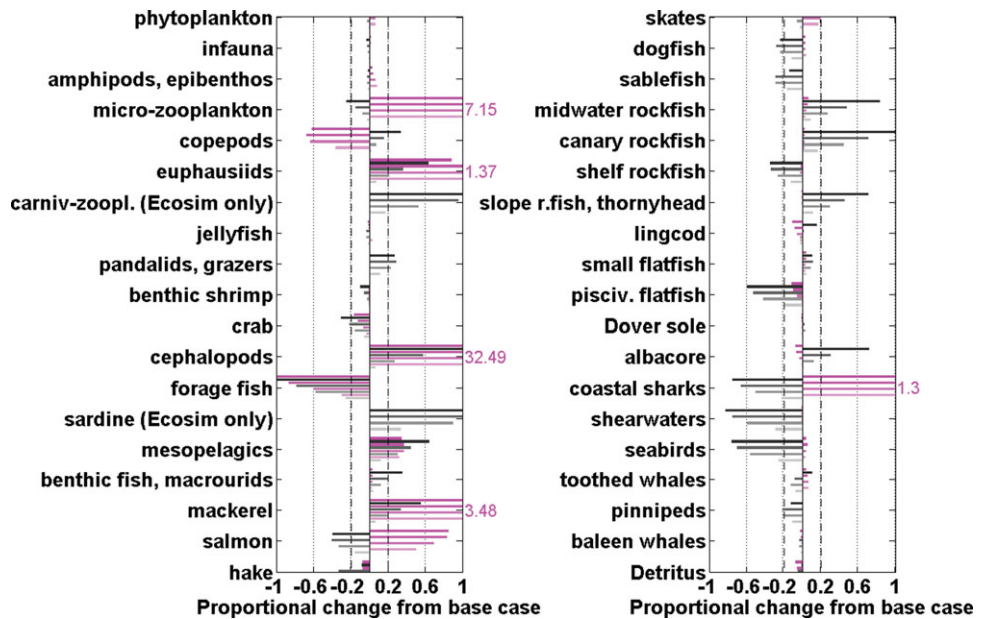 phytoplankton
infauna
amphipods, epibenthos
micro-zooplankton
7.15
copepods
euphausiids
1.37
carniv-zoopl. (Ecosim only)
jellyfish
pandalids, grazers
benthic shrimp
crab
cephalopods
32.49
forage fish
sardine (Ecosim only)
mesopelagics
benthic fish, macrourids
mackerel
3.48
salmon
hake
-1 -0.6 -0.2 0.2 0.6 1
Proportional change from base case
skates
dogfish
sablefish
midwater rockfish
canary rockfish
shelf rockfish
slope r.fish, thornyhead
lingcod
small flatfish
pisciv. flatfish
Dover sole
albacore
coastal sharks
1.3
shearwaters
seabirds
toothed whales
pinnipeds
baleen whales
Detritus
-1 -0.6 -0.2 0.2 0.6 1
Proportional change from base case